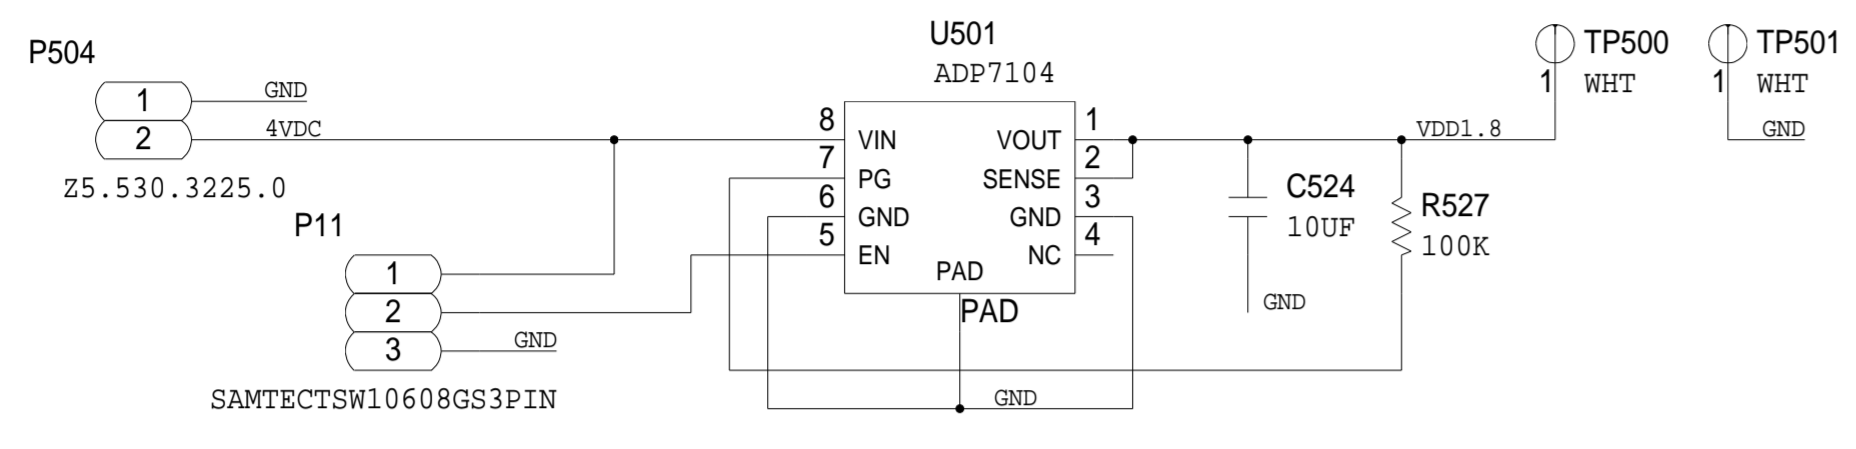 P504
1
GND
2
4VDC
Z5.530.3225.0
P11
1
2
3
GND
SAMTECTSW10608GS3PIN
U501
ADP7104
8
VIN
7
PG
6
GND
5
EN
VOUT
1
SENSE
2
GND
3
NC
4
PAD
PAD
GND
C524
10UF
GND
VDD1.8
R527
100K
TP500
1
WHT
TP501
1
WHT
GND